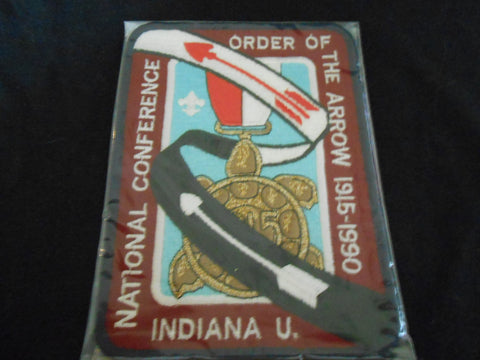 NATIONAL CONFERENCE
ORDER OF THE ARROW 1915-1990
75
INDIANA U.